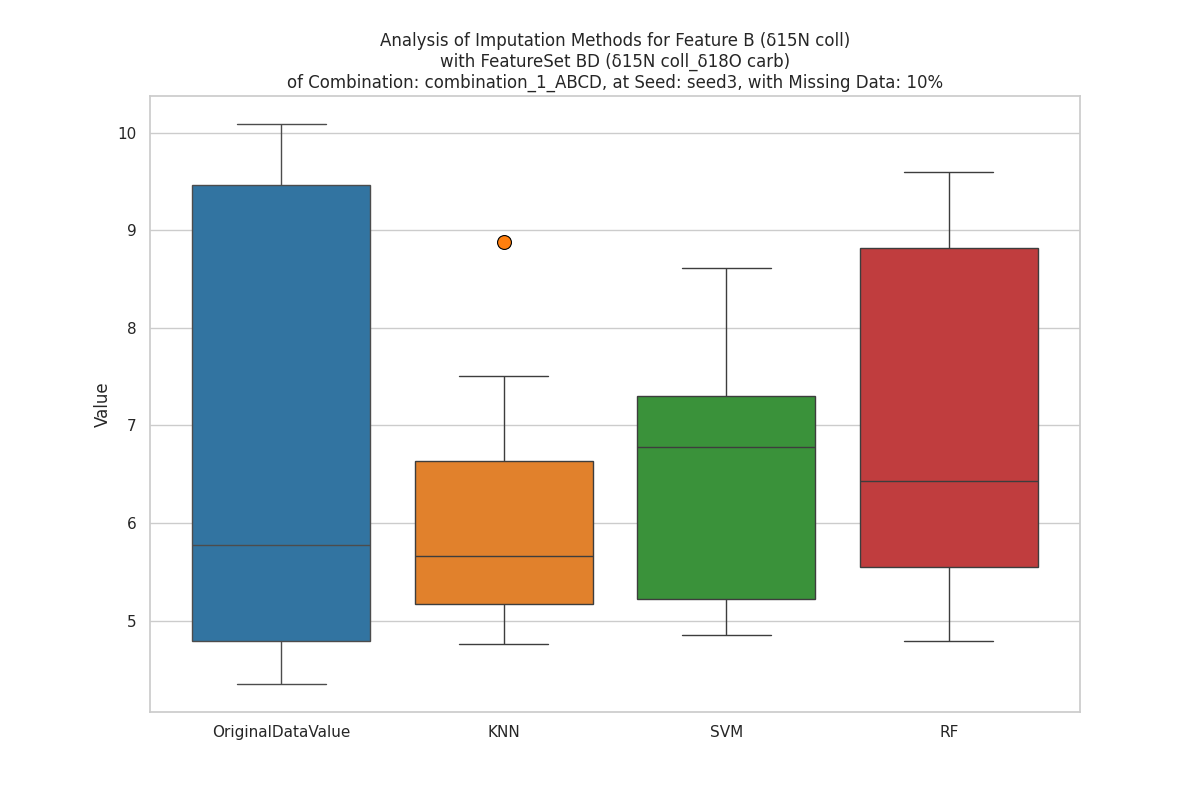 Analysis of Imputation Methods for Feature B (δ15N coll)
with FeatureSet BD (δ15N coll_δ18O carb)
of Combination: combination_1_ABCD, at Seed: seed3, with Missing Data: 10%
10
9
8
7
6
5
Value
OriginalDataValue
KNN
SVM
RF